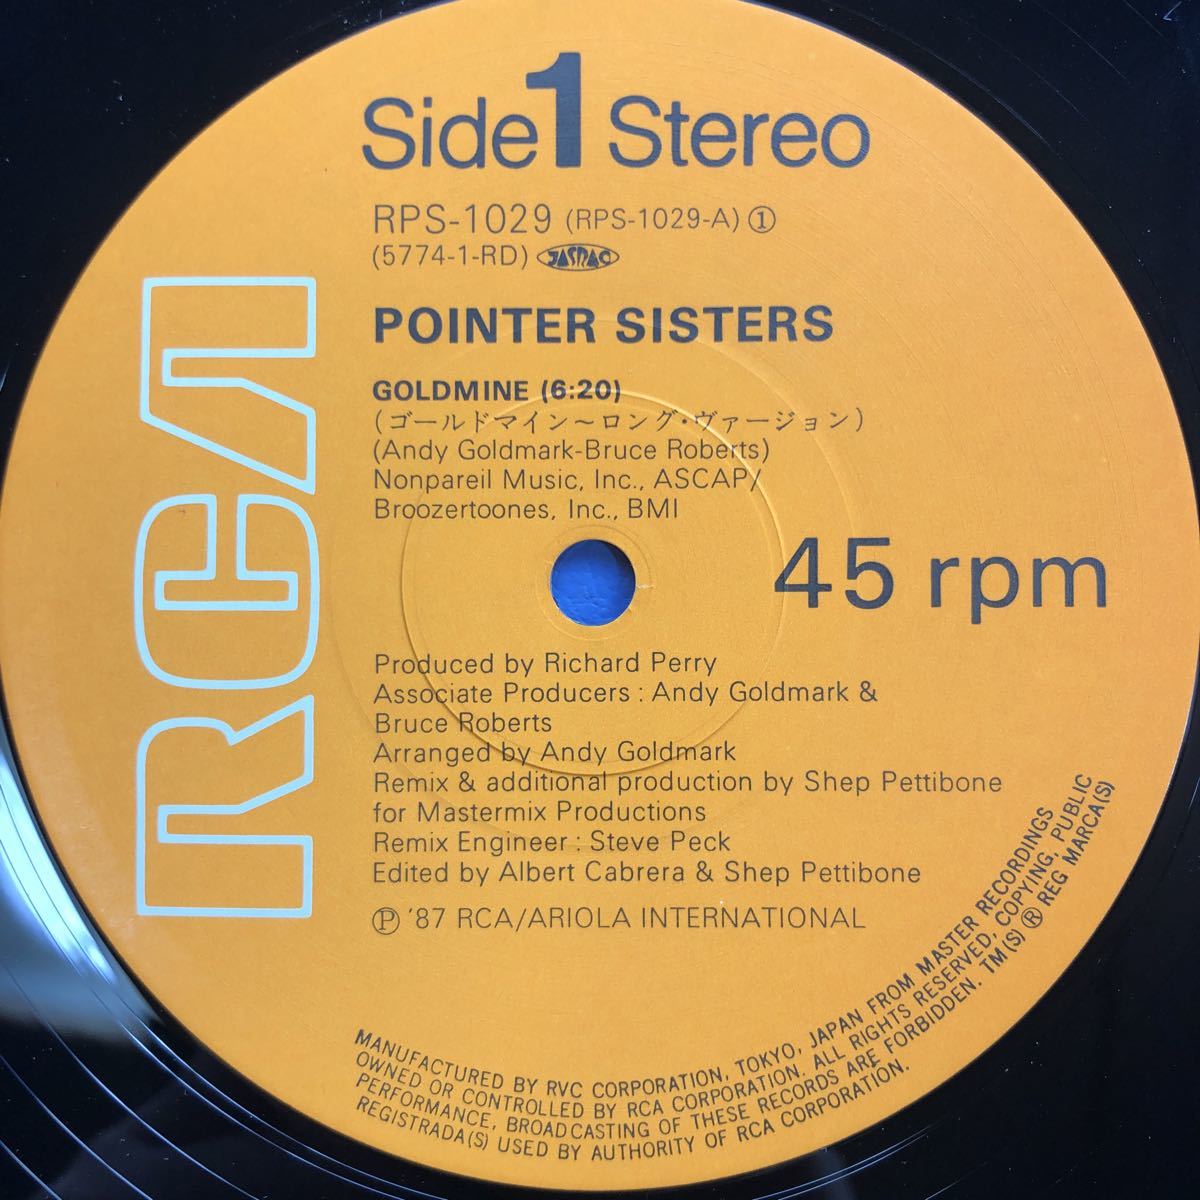 Side 1 Stereo
RPS-1029 (RPS-1029-A) ①
(5774-1-RD) JASRAC
POINTER SISTERS
GOLDMINE (6:20)
(ゴールドマイン〜ロング・ヴァージョン)
(Andy Goldmark-Bruce Roberts)
Nonpareil Music, Inc., ASCAP/
Broozertoones, Inc., BMI
45 rpm
RCA
Produced by Richard Perry
Associate Producers : Andy Goldmark &
Bruce Roberts
Arranged by Andy Goldmark
Remix & additional production by Shep Pettibone
for Mastermix Productions
Remix Engineer : Steve Peck
Edited by Albert Cabrera & Shep Pettibone
Ⓟ '87 RCA/ARIOLA INTERNATIONAL
MANUFACTURED BY RVC CORPORATION, TOKYO, JAPAN FROM MASTER RECORDINGS
OWNED OR CONTROLLED BY RCA CORPORATION. ALL RIGHTS RESERVED, COPYING, PUBLIC
PERFORMANCE, BROADCASTING OF THESE RECORDS ARE FORBIDDEN. TM(S) ® REG MARCA(S)
REGISTRADA(S) USED BY AUTHORITY OF RCA CORPORATION.